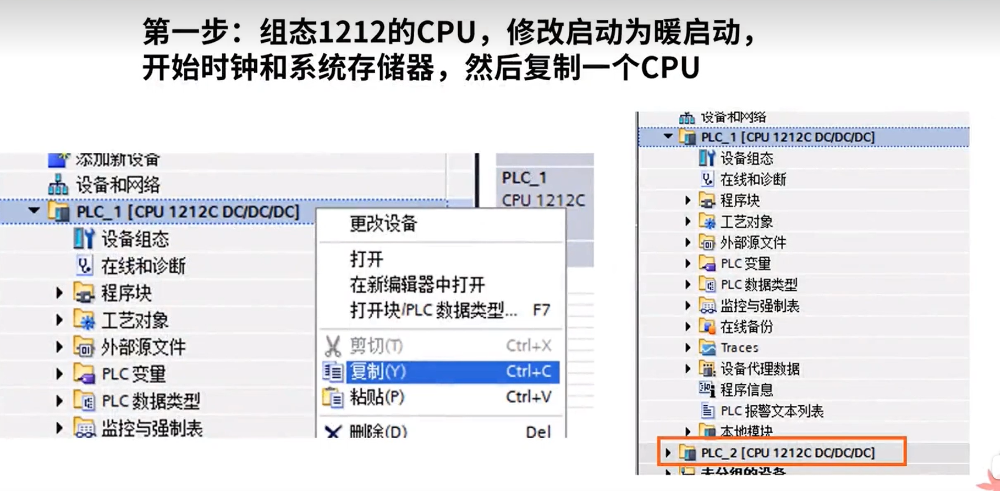 第一步：组态1212的CPU，修改启动为暖启动，
开始时钟和系统存储器，然后复制一个CPU
添加新设备
设备和网络
PLC_1 [CPU 1212C DC/DC/DC]
设备组态
在线和诊断
程序块
工艺对象
外部源文件
PLC 变量
PLC 数据类型
监控与强制表
PLC_1
CPU 1212C
更改设备
打开
在新编辑器中打开
打开块/PLC 数据类型... F7
剪切(T) Ctrl+X
复制(Y) Ctrl+C
粘贴(P) Ctrl+V
删除(D) Del
设备和网络
PLC_1 [CPU 1212C DC/DC/DC]
设备组态
在线和诊断
程序块
工艺对象
外部源文件
PLC 变量
PLC 数据类型
监控与强制表
在线备份
Traces
设备代理数据
程序信息
PLC 报警文本列表
本地模块
PLC_2 [CPU 1212C DC/DC/DC]
未分组的设备